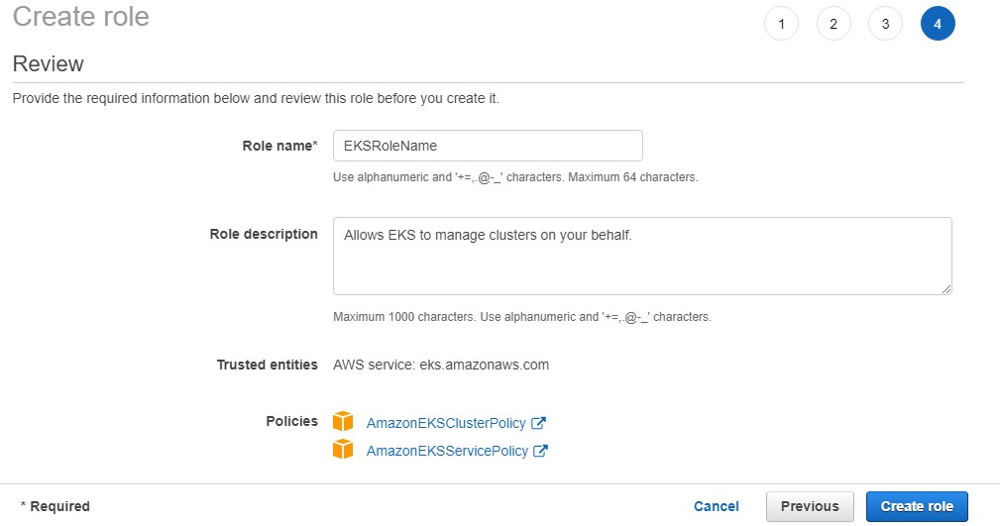 Create role
1 2 3 4
Review
Provide the required information below and review this role before you create it.
Role name* EKSRoleName
Use alphanumeric and '+=,.@-_' characters. Maximum 64 characters.
Role description Allows EKS to manage clusters on your behalf.
Maximum 1000 characters. Use alphanumeric and '+=,.@-_' characters.
Trusted entities AWS service: eks.amazonaws.com
Policies AmazonEKSClusterPolicy
AmazonEKSServicePolicy
* Required Cancel Previous Create role